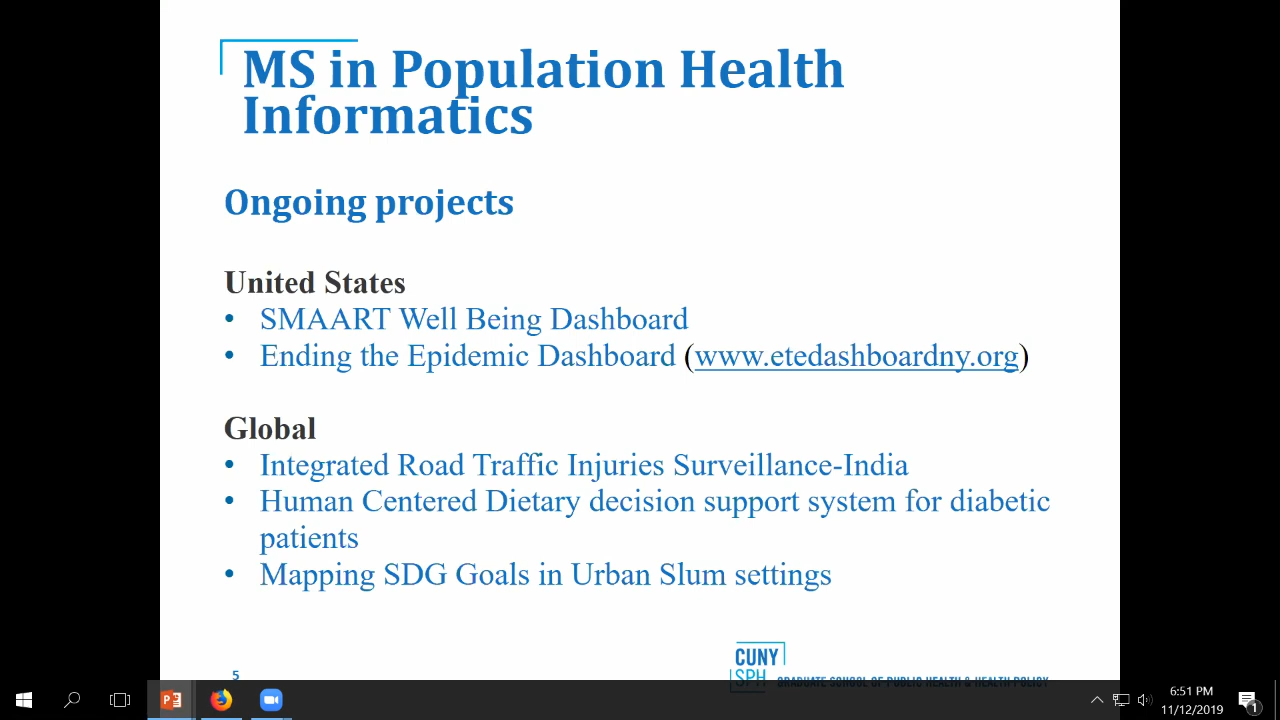 MS in Population Health
Informatics
Ongoing projects
United States
• SMAART Well Being Dashboard
• Ending the Epidemic Dashboard (www.etedashboardny.org)
Global
• Integrated Road Traffic Injuries Surveillance-India
• Human Centered Dietary decision support system for diabetic
patients
• Mapping SDG Goals in Urban Slum settings
5
CUNY
SPH GRADUATE SCHOOL OF PUBLIC HEALTH & HEALTH POLICY
6:51 PM
11/12/2019
1